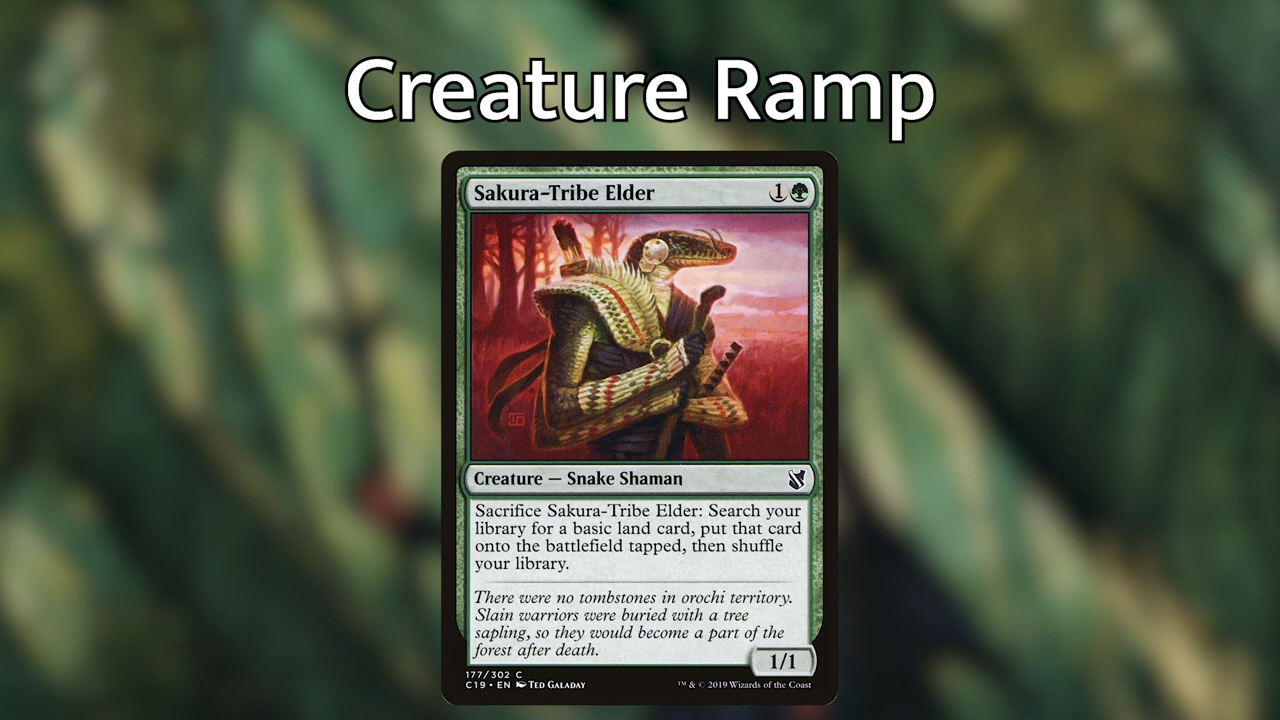 Creature Ramp
Sakura-Tribe Elder 1
Creature — Snake Shaman
Sacrifice Sakura-Tribe Elder: Search your
library for a basic land card, put that card
onto the battlefield tapped, then shuffle
your library.
There were no tombstones in orochi territory.
Slain warriors were buried with a tree
sapling, so they would become a part of the
forest after death.
1/1
177/302 C
C19 • EN Ted Galaday
™ & © 2019 Wizards of the Coast